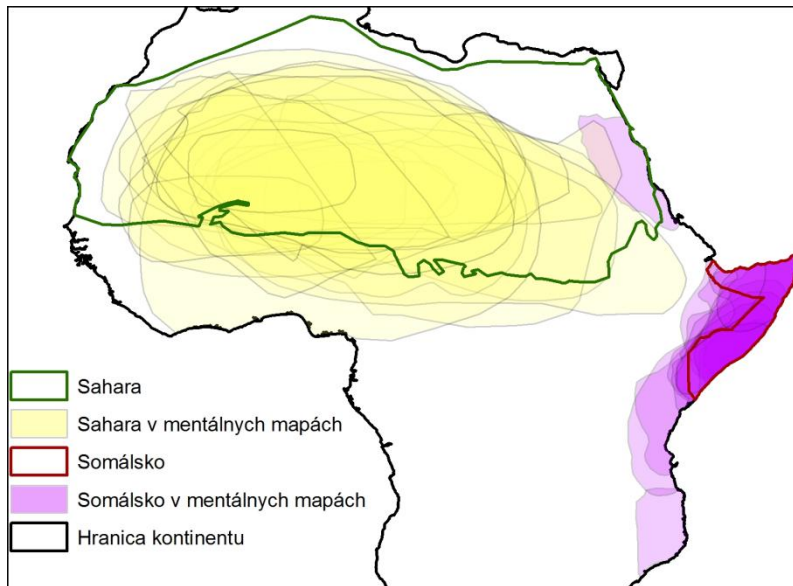 Sahara
Sahara v mentálnych mapách
Somálsko
Somálsko v mentálnych mapách
Hranica kontinentu